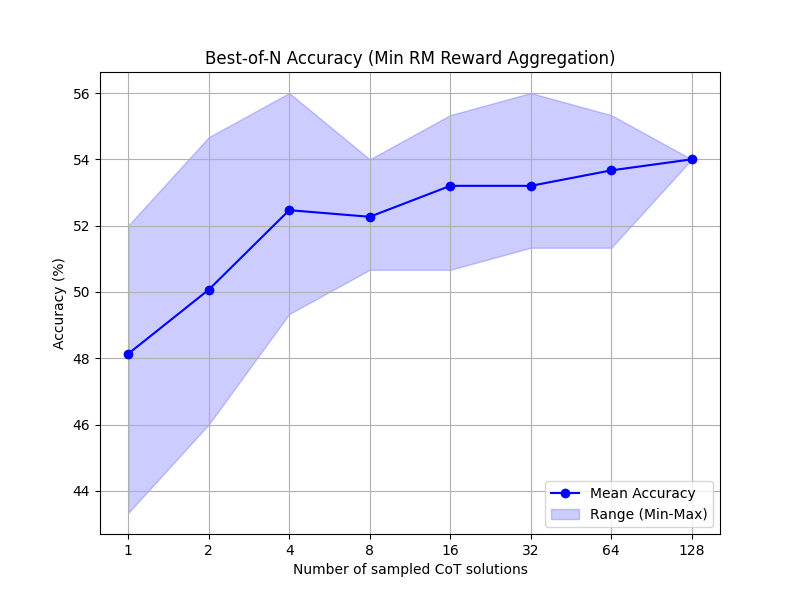 Best-of-N Accuracy (Min RM Reward Aggregation)
Accuracy (%)
56
54
52
50
48
46
44
Mean Accuracy
Range (Min-Max)
1 2 4 8 16 32 64 128
Number of sampled CoT solutions